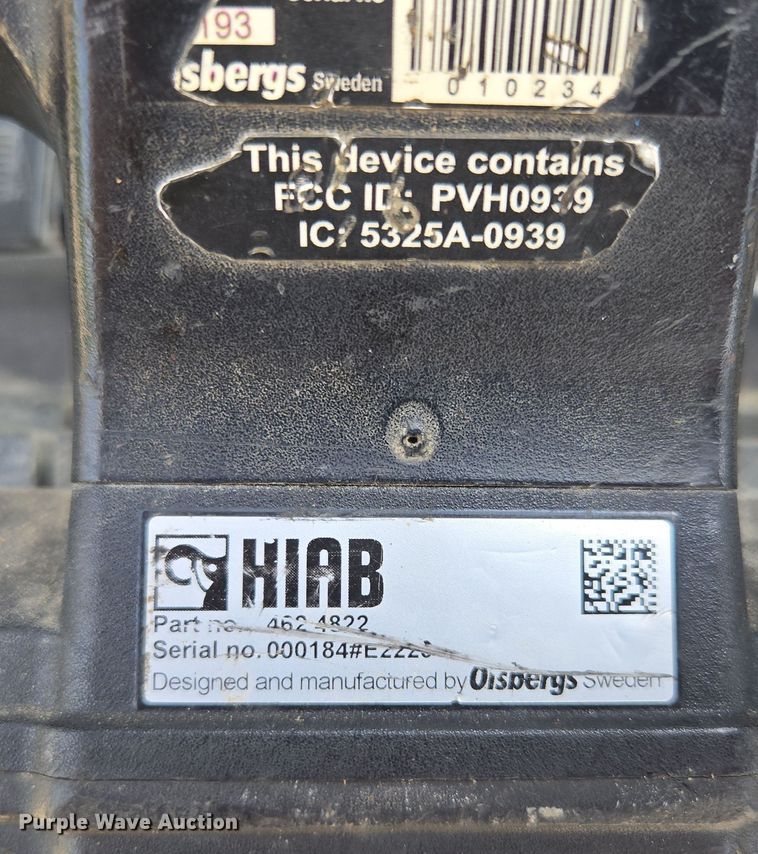 193
Olsbergs Sweden
010234
This device contains
FCC ID: PVH0939
IC: 5325A-0939
HIAB
Part no. 462 4822
Serial no. 000184#E222
Designed and manufactured by Olsbergs Sweden
Purple Wave Auction